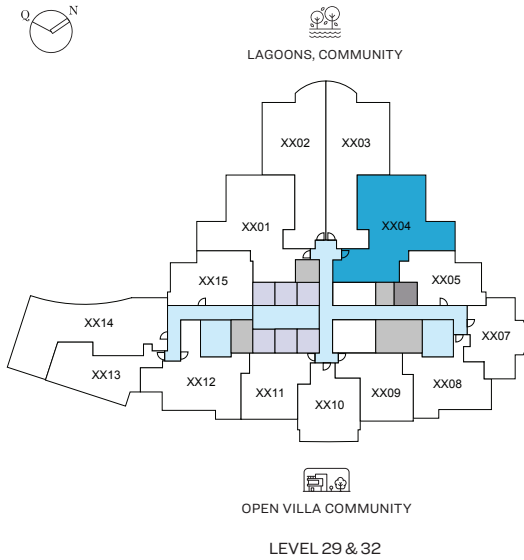 Q N
LAGOONS, COMMUNITY
XX02 XX03
XX01 XX04
XX15 XX05
XX14 XX07
XX13 XX12 XX11 XX10 XX09 XX08
OPEN VILLA COMMUNITY
LEVEL 29 & 32